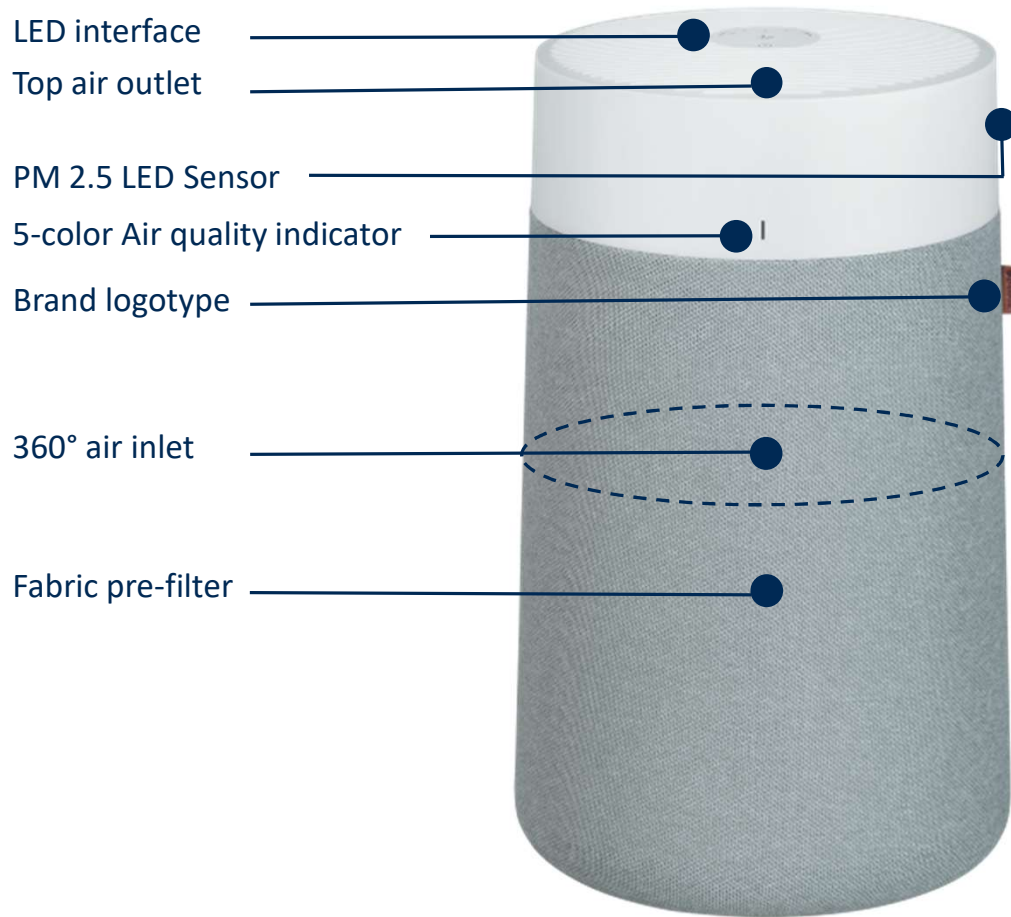 LED interface
Top air outlet
PM 2.5 LED Sensor
5-color Air quality indicator
Brand logotype
360° air inlet
Fabric pre-filter